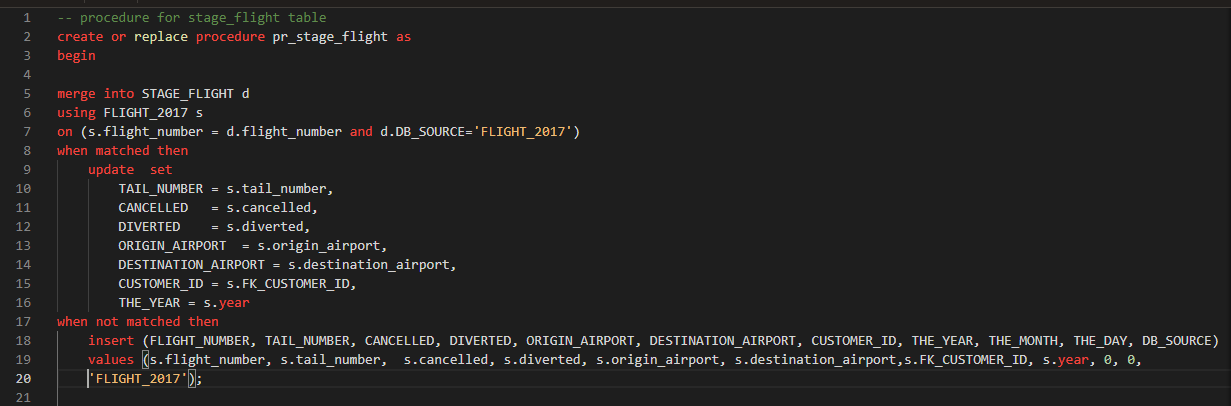 1 -- procedure for stage_flight table
2 create or replace procedure pr_stage_flight as
3 begin
4
5 merge into STAGE_FLIGHT d
6 using FLIGHT_2017 s
7 on (s.flight_number = d.flight_number and d.DB_SOURCE='FLIGHT_2017')
8 when matched then
9     update  set
10         TAIL_NUMBER = s.tail_number,
11         CANCELLED   = s.cancelled,
12         DIVERTED    = s.diverted,
13         ORIGIN_AIRPORT  = s.origin_airport,
14         DESTINATION_AIRPORT = s.destination_airport,
15         CUSTOMER_ID = s.FK_CUSTOMER_ID,
16         THE_YEAR = s.year
17 when not matched then
18     insert (FLIGHT_NUMBER, TAIL_NUMBER, CANCELLED, DIVERTED, ORIGIN_AIRPORT, DESTINATION_AIRPORT, CUSTOMER_ID, THE_YEAR, THE_MONTH, THE_DAY, DB_SOURCE)
19     values (s.flight_number, s.tail_number,  s.cancelled, s.diverted, s.origin_airport, s.destination_airport,s.FK_CUSTOMER_ID, s.year, 0, 0,
20     'FLIGHT_2017');
21